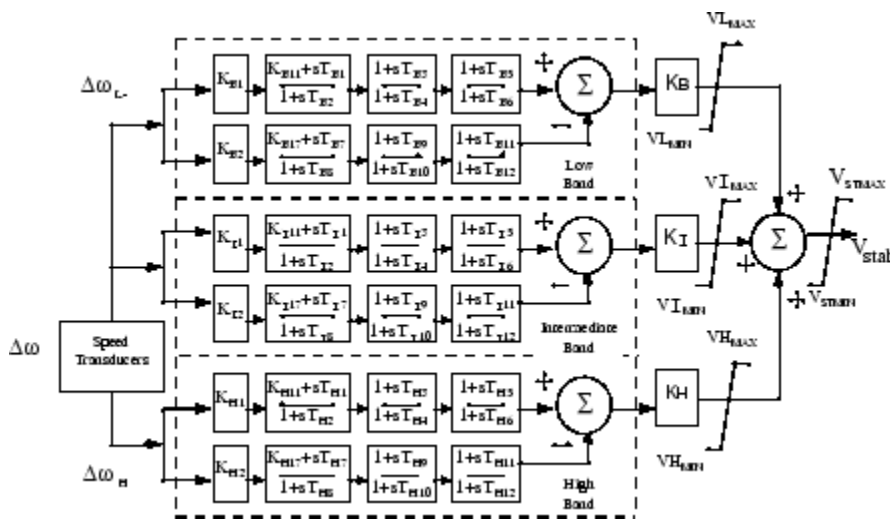 VL_MAX
Δω_L-
K_B1
K_B11+sT_B1
1+sT_B2
1+sT_B3
1+sT_B4
1+sT_B5
1+sT_B6
+
Σ
K_B
VL_MIN
K_B2
K_B17+sT_B7
1+sT_B8
1+sT_B9
1+sT_B10
1+sT_B11
1+sT_B12
−
Low
Band
K_I1
K_I11+sT_I1
1+sT_I2
1+sT_I3
1+sT_I4
1+sT_I5
1+sT_I6
+
Σ
K_I
VI_MAX
VI_MIN
K_I2
K_I17+sT_I7
1+sT_I8
1+sT_I9
1+sT_I10
1+sT_I11
1+sT_I12
−
Intermediate
Band
+
+
+
Σ
V_STMAX
V_stab
V_STMIN
Δω
Speed
Transducers
K_H1
K_H11+sT_H1
1+sT_H2
1+sT_H3
1+sT_H4
1+sT_H5
1+sT_H6
+
Σ
K_H
VH_MAX
VH_MIN
Δω_H
K_H2
K_H17+sT_H7
1+sT_H8
1+sT_H9
1+sT_H10
1+sT_H11
1+sT_H12
−
High
Band